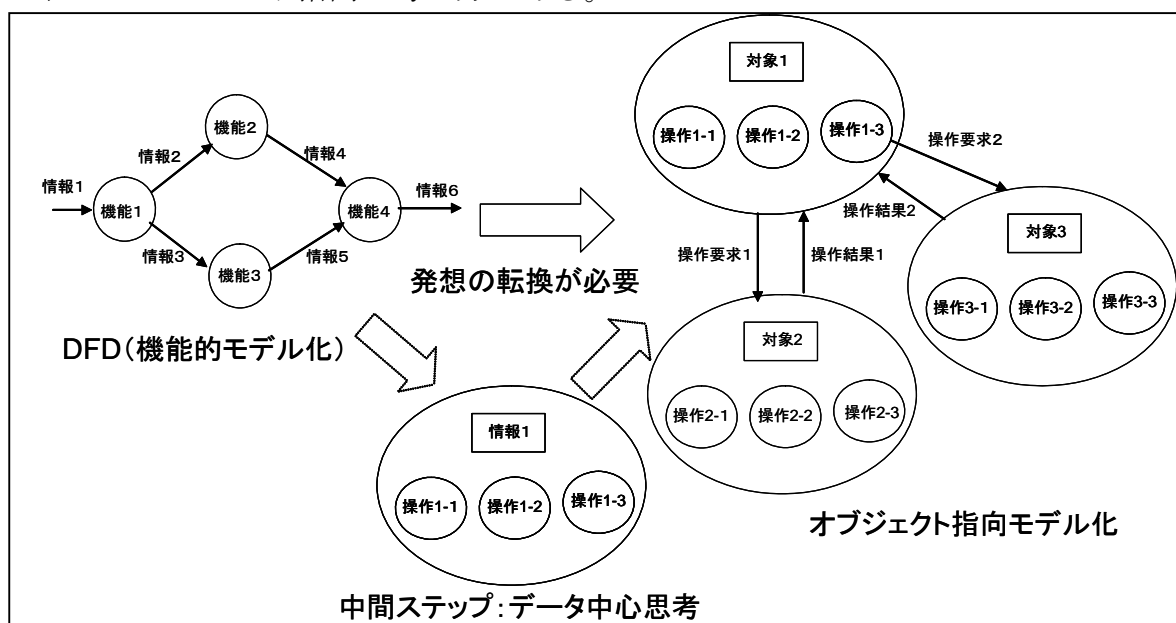 機能2
情報2
情報4
情報1
機能1
機能4
情報6
情報3
機能3
情報5
DFD(機能的モデル化)
発想の転換が必要
対象1
操作1-1
操作1-2
操作1-3
操作要求2
操作結果2
操作要求1
操作結果1
対象3
操作3-1
操作3-2
操作3-3
対象2
操作2-1
操作2-2
操作2-3
オブジェクト指向モデル化
情報1
操作1-1
操作1-2
操作1-3
中間ステップ:データ中心思考